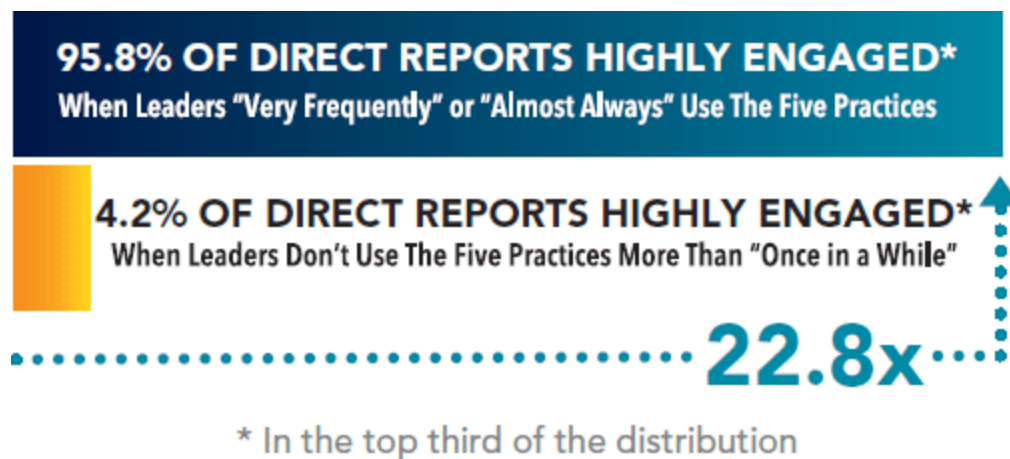 95.8% OF DIRECT REPORTS HIGHLY ENGAGED*
When Leaders “Very Frequently” or “Almost Always” Use The Five Practices
4.2% OF DIRECT REPORTS HIGHLY ENGAGED*
When Leaders Don’t Use The Five Practices More Than “Once in a While”
22.8x
* In the top third of the distribution